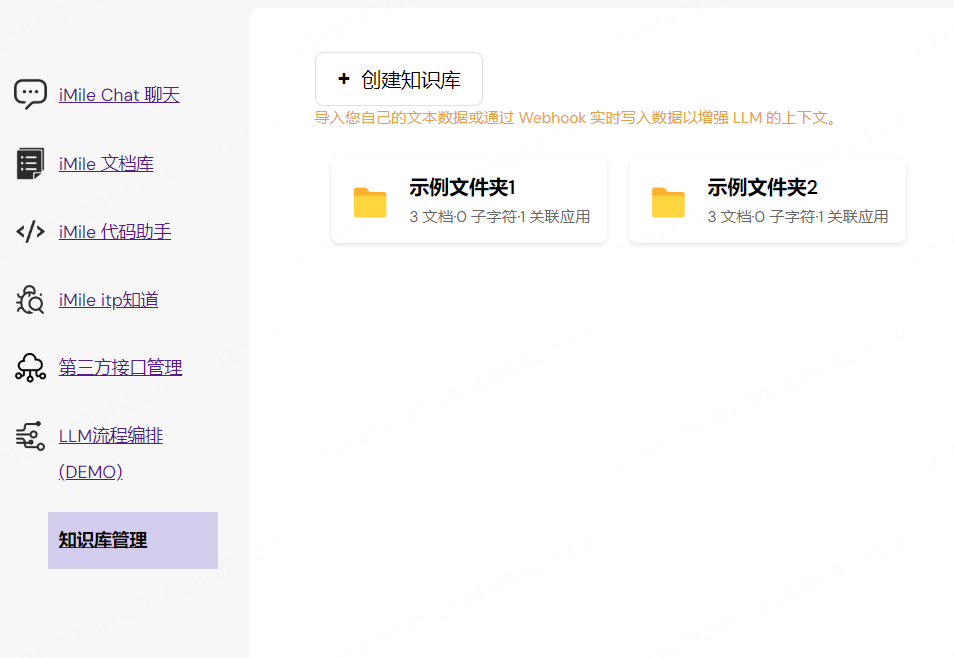 iMile Chat 聊天
iMile 文档库
iMile 代码助手
iMile itp知道
第三方接口管理
LLM流程编排
(DEMO)
知识库管理
+ 创建知识库
导入您自己的文本数据或通过 Webhook 实时写入数据以增强 LLM 的上下文。
示例文件夹1
3 文档·0 子字符·1 关联应用
示例文件夹2
3 文档·0 子字符·1 关联应用